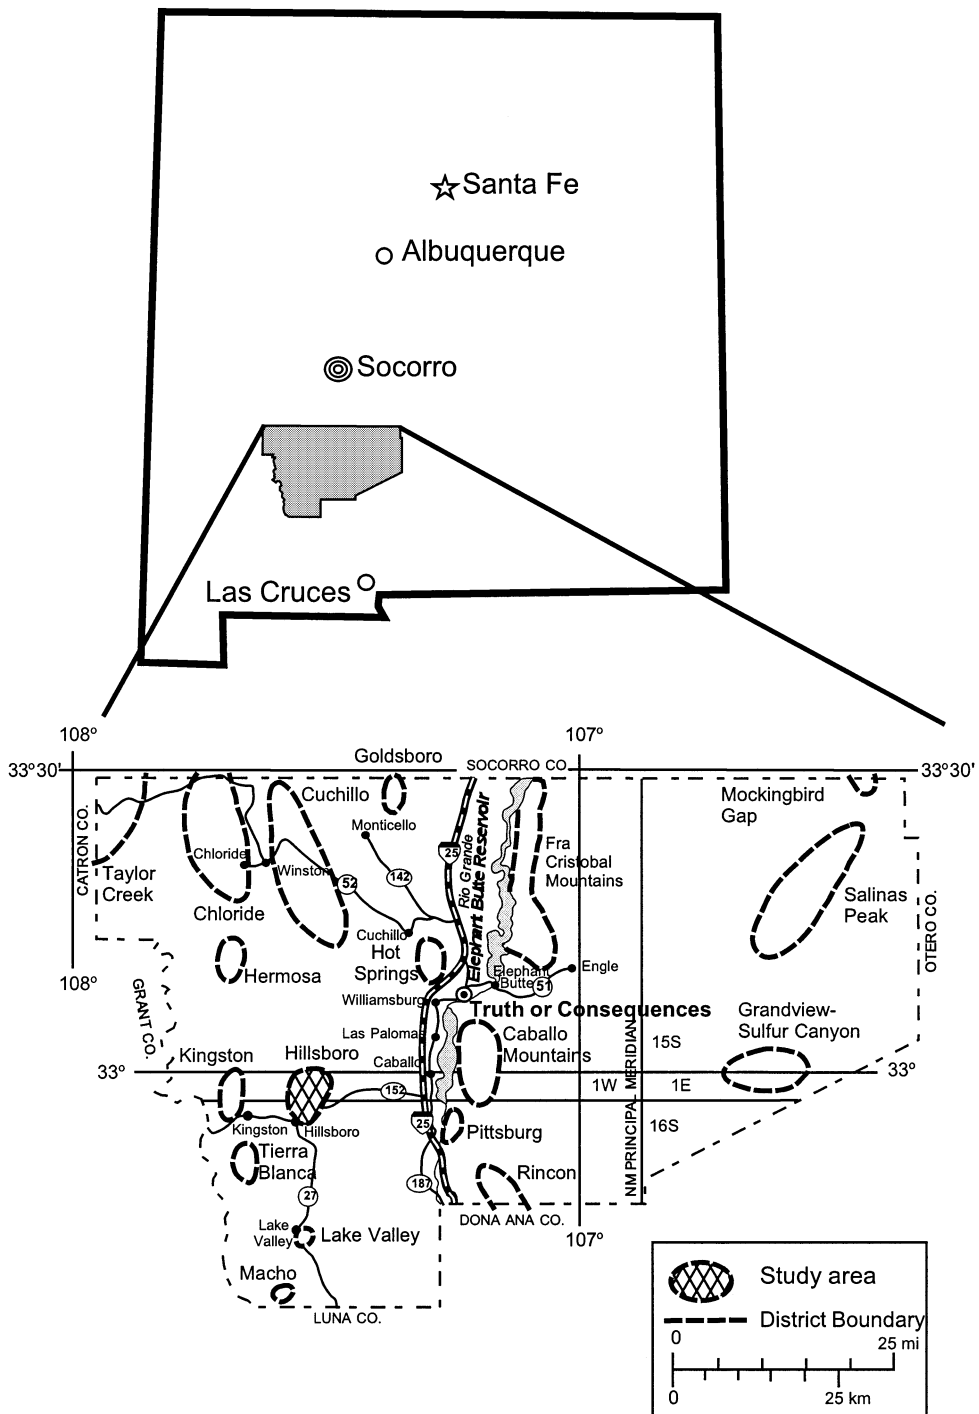 Santa Fe
Albuquerque
Socorro
Las Cruces
108°
107°
33°30'
33°30'
SOCORRO CO.
Goldsboro
Cuchillo
Monticello
Mockingbird
Gap
CATRON CO.
Taylor
Creek
Chloride
Winston
Chloride
52
142
25
Rio Grande
Elephant Butte Reservoir
Fra
Cristobal
Mountains
Salinas
Peak
OTERO CO.
Cuchillo
Hot
Springs
Hermosa
108°
GRANT CO.
Elephant
Butte
51
Engle
Williamsburg
Truth or Consequences
Las Palomas
Caballo
Caballo
Mountains
Grandview-
Sulfur Canyon
15S
NM PRINCIPAL MERIDIAN
Kingston
Hillsboro
33°
33°
152
1W
1E
16S
Kingston
Hillsboro
25
Pittsburg
Tierra
Blanca
Rincon
187
27
DONA ANA CO.
107°
Lake
Valley
Lake Valley
Macho
LUNA CO.
Study area
District Boundary
0
25 mi
0
25 km